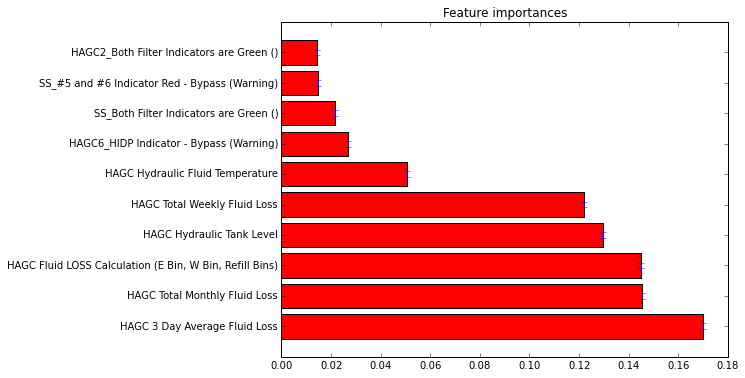 Feature importances
HAGC2_Both Filter Indicators are Green ()
SS_#5 and #6 Indicator Red - Bypass (Warning)
SS_Both Filter Indicators are Green ()
HAGC6_HIDP Indicator - Bypass (Warning)
HAGC Hydraulic Fluid Temperature
HAGC Total Weekly Fluid Loss
HAGC Hydraulic Tank Level
HAGC Fluid LOSS Calculation (E Bin, W Bin, Refill Bins)
HAGC Total Monthly Fluid Loss
HAGC 3 Day Average Fluid Loss
0.00 0.02 0.04 0.06 0.08 0.10 0.12 0.14 0.16 0.18